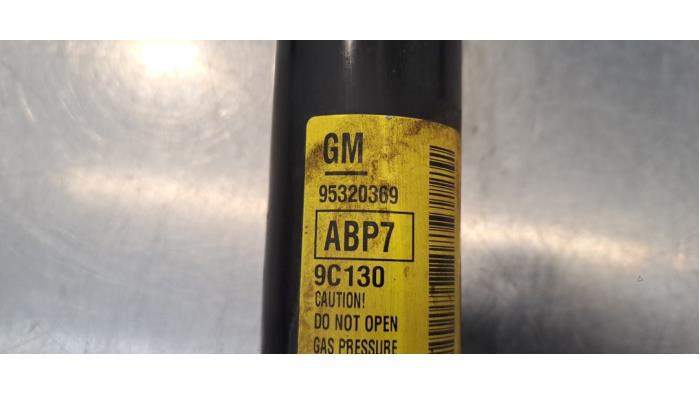 GM
95320369
ABP7
9C130
CAUTION!
DO NOT OPEN
GAS PRESSURE